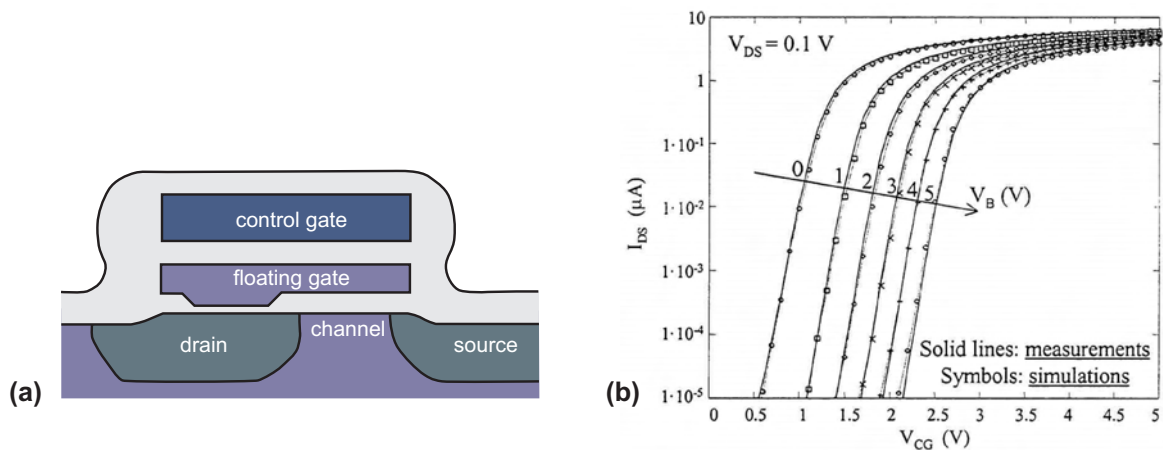 control gate
floating gate
channel
drain
source
(a)
V_DS = 0.1 V
10
1
1·10⁻¹
1·10⁻²
1·10⁻³
1·10⁻⁴
1·10⁻⁵
I_DS (µA)
0
1
2
3
4
5
V_B (V)
Solid lines: measurements
Symbols: simulations
0 0.5 1 1.5 2 2.5 3 3.5 4 4.5 5
V_CG (V)
(b)